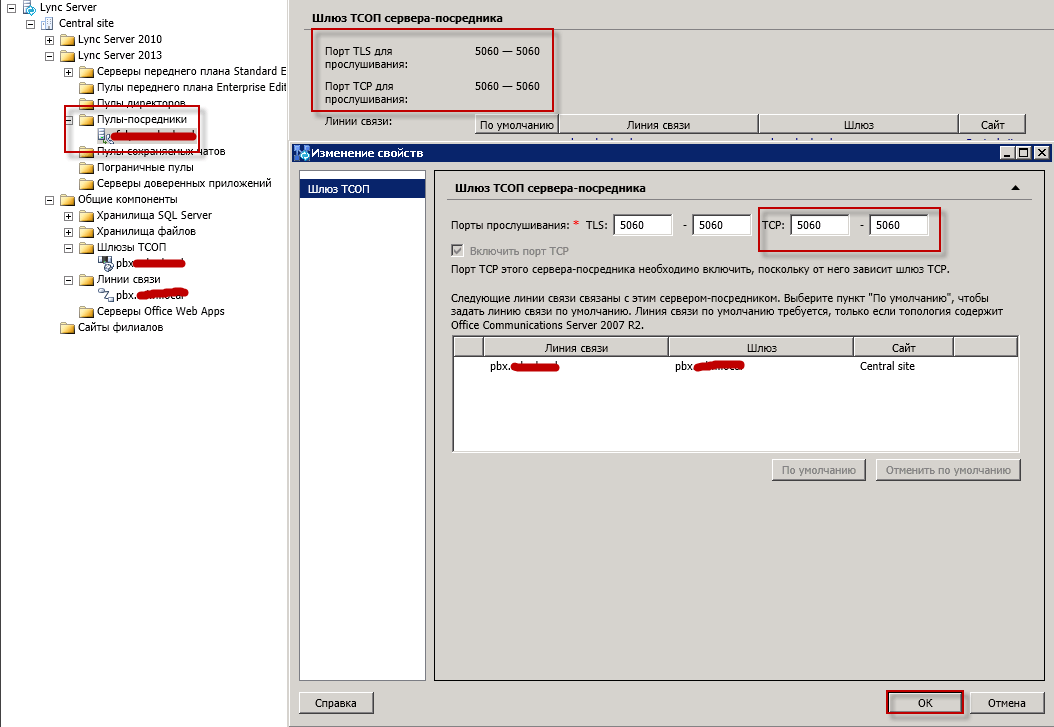 Lync Server
Central site
Lync Server 2010
Lync Server 2013
Серверы переднего плана Standard E
Пулы переднего плана Enterprise Edit
Пулы директоров
Пулы-посредники
Пулы сохраняемых чатов
Пограничные пулы
Серверы доверенных приложений
Общие компоненты
Хранилища SQL Server
Хранилища файлов
Шлюзы ТСОП
pbx
Линии связи
pbx.
Серверы Office Web Apps
Сайты филиалов
Шлюз ТСОП сервера-посредника
Порт TLS для 5060 — 5060
прослушивания:
Порт TCP для 5060 — 5060
прослушивания:
Линии связи: По умолчанию Линия связи Шлюз Сайт
Изменение свойств
Шлюз ТСОП
Шлюз ТСОП сервера-посредника
Порты прослушивания: * TLS: 5060 - 5060 TCP: 5060 - 5060
Включить порт TCP
Порт TCP этого сервера-посредника необходимо включить, поскольку от него зависит шлюз TCP.
Следующие линии связи связаны с этим сервером-посредником. Выберите пункт "По умолчанию", чтобы
задать линию связи по умолчанию. Линия связи по умолчанию требуется, только если топология содержит
Office Communications Server 2007 R2.
Линия связи Шлюз Сайт
pbx. pbx. Central site
По умолчанию Отменить по умолчанию
Справка OK Отмена